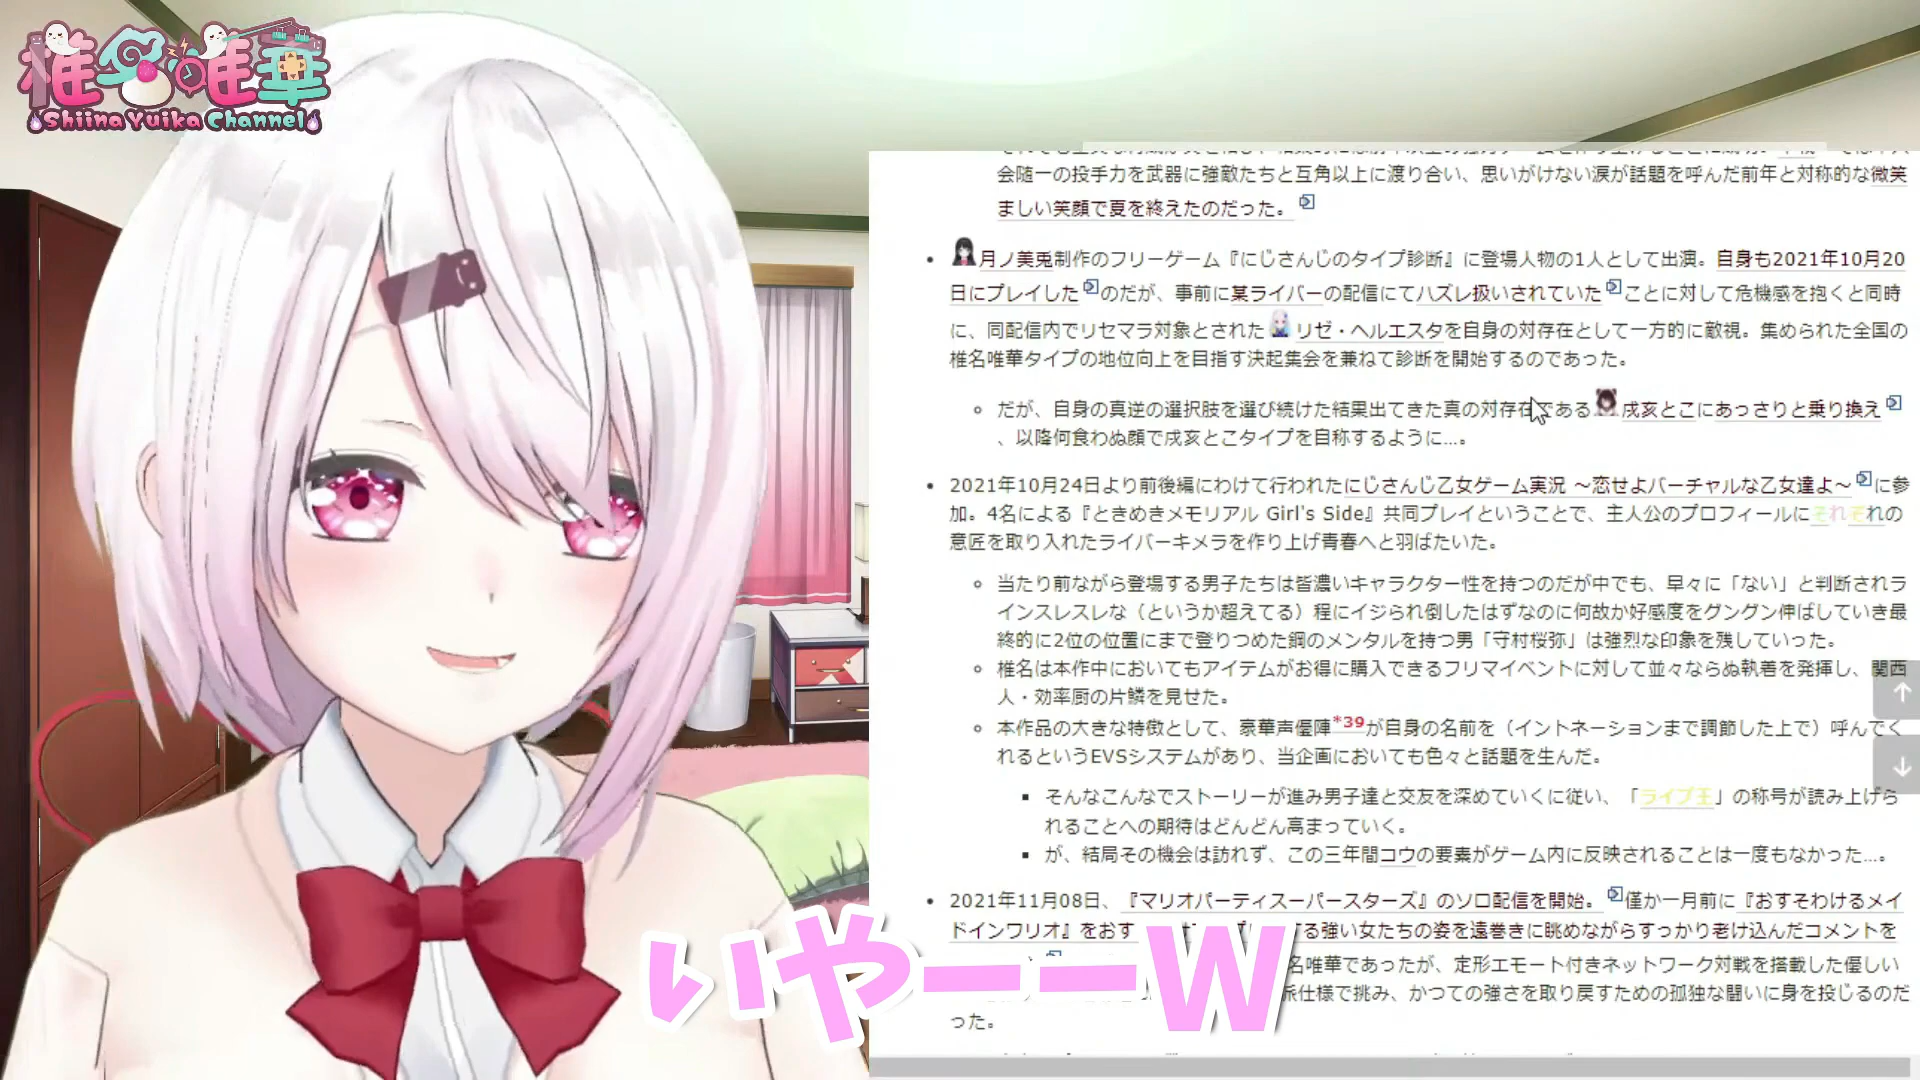 椎名唯華
Shiina Yuika Channel
会随一の投手力を武器に強敵たちと互角以上に渡り合い、思いがけない涙が話題を呼んだ前年と対称的な微笑
ましい笑顔で夏を終えたのだった。
月ノ美兎制作のフリーゲーム『にじさんじのタイプ診断』に登場人物の1人として出演。自身も2021年10月20
日にプレイしたのだが、事前に某ライバーの配信にてハズレ扱いされていたことに対して危機感を抱くと同時
に、同配信内でリセマラ対象とされたリゼ・ヘルエスタを自身の対存在として一方的に敵視。集められた全国の
椎名唯華タイプの地位向上を目指す決起集会を兼ねて診断を開始するのであった。
だが、自身の真逆の選択肢を選び続けた結果出てきた真の対存在である戌亥とこにあっさりと乗り換え
、以降何食わぬ顔で戌亥とこタイプを自称するように…。
2021年10月24日より前後編にわけて行われたにじさんじ乙女ゲーム実況 〜恋せよバーチャルな乙女達よ〜に参
加。4名による『ときめきメモリアル Girl's Side』共同プレイということで、主人公のプロフィールにそれぞれの
意匠を取り入れたライバーキメラを作り上げ青春へと羽ばたいた。
当たり前ながら登場する男子たちは皆濃いキャラクター性を持つのだが中でも、早々に「ない」と判断されラ
インスレスレな（というか超えてる）程にイジられ倒したはずなのに何故か好感度をグングン伸ばしていき最
終的に2位の位置にまで登りつめた鋼のメンタルを持つ男「守村桜弥」は強烈な印象を残していった。
椎名は本作中においてもアイテムがお得に購入できるフリマイベントに対して並々ならぬ執着を発揮し、関西
人・効率厨の片鱗を見せた。
本作品の大きな特徴として、豪華声優陣*39が自身の名前を（イントネーションまで調節した上で）呼んでく
れるというEVSシステムがあり、当企画においても色々と話題を生んだ。
そんなこんなでストーリーが進み男子達と交友を深めていくに従い、「ライブ王」の称号が読み上げら
れることへの期待はどんどん高まっていく。
が、結局その機会は訪れず、この三年間コウの要素がゲーム内に反映されることは一度もなかった…。
2021年11月08日、『マリオパーティスーパースターズ』のソロ配信を開始。僅か一月前に『おすそわけるメイ
ドインワリオ』をおす する強い女たちの姿を遠巻きに眺めながらすっかり老け込んだコメントを
名唯華であったが、定形エモート付きネットワーク対戦を搭載した優しい
派仕様で挑み、かつての強さを取り戻すための孤独な闘いに身を投じるのだ
った。
いやーーW